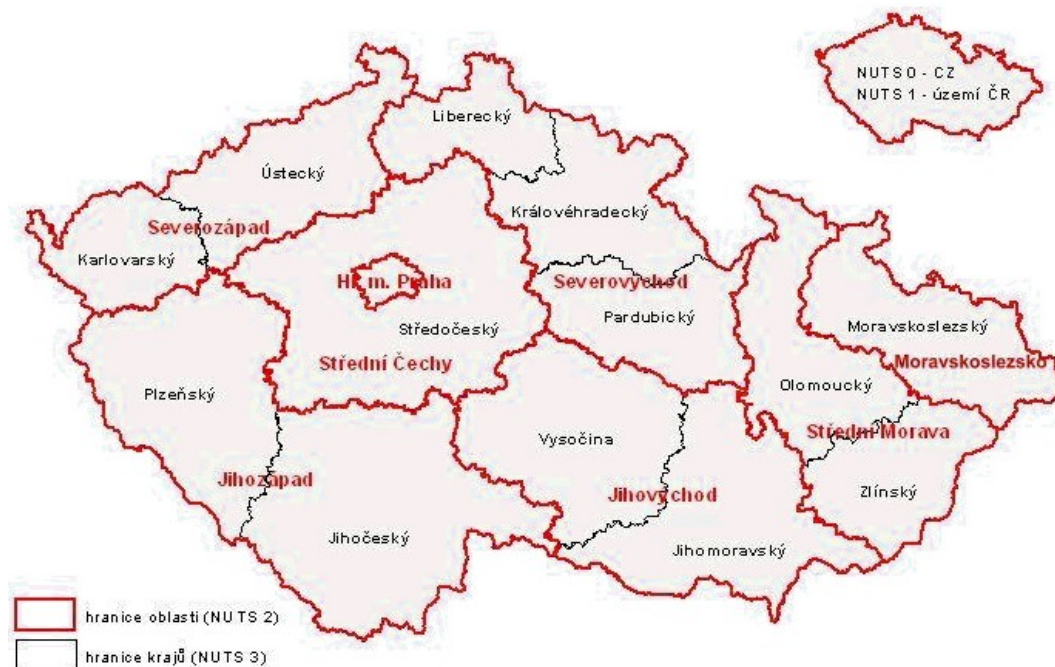 NUTS 0 - CZ
NUTS 1 - území ČR
Liberecký
Ústecký
Královéhradecký
Severozápad
Karlovarský
Hl. m. Praha
Severovýchod
Pardubický
Středočeský
Moravskoslezský
Střední Čechy
Moravskoslezsko
Plzeňský
Olomoucký
Vysočina
Střední Morava
Jihozápad
Jihovýchod
Zlínský
Jihočeský
Jihomoravský
hranice oblasti (NUTS 2)
hranice krajů (NUTS 3)